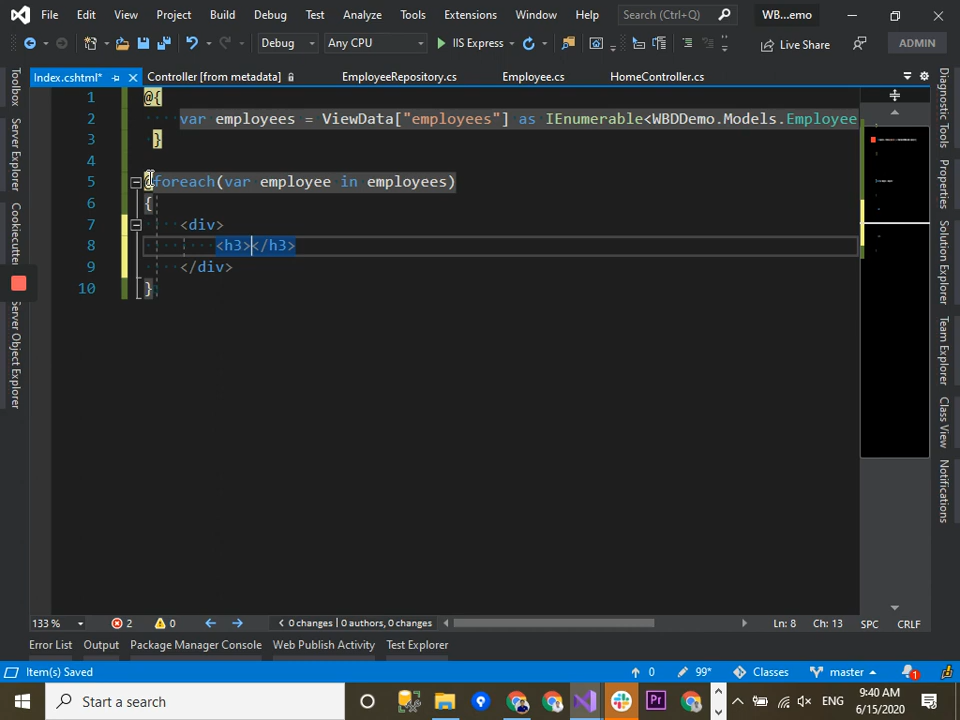 File Edit View Project Build Debug Test Analyze Tools Extensions Window Help Search (Ctrl+Q) WB...emo
Debug Any CPU IIS Express Live Share ADMIN
Index.cshtml* Controller [from metadata] EmployeeRepository.cs Employee.cs HomeController.cs
Toolbox
Server Explorer
Cookiecutter
Server Object Explorer
1 @{
2 var employees = ViewData["employees"] as IEnumerable<WBDDemo.Models.Employee
3 }
4
5 @foreach(var employee in employees)
6 {
7 <div>
8 <h3></h3>
9 </div>
10 }
Diagnostic Tools
Properties
Solution Explorer
Team Explorer
Class View
Notifications
133 % 2 0 0 changes | 0 authors, 0 changes Ln: 8 Ch: 13 SPC CRLF
Error List Output Package Manager Console Web Publish Activity Test Explorer
Item(s) Saved 0 99* Classes master 1
Start a search ENG 9:40 AM
6/15/2020